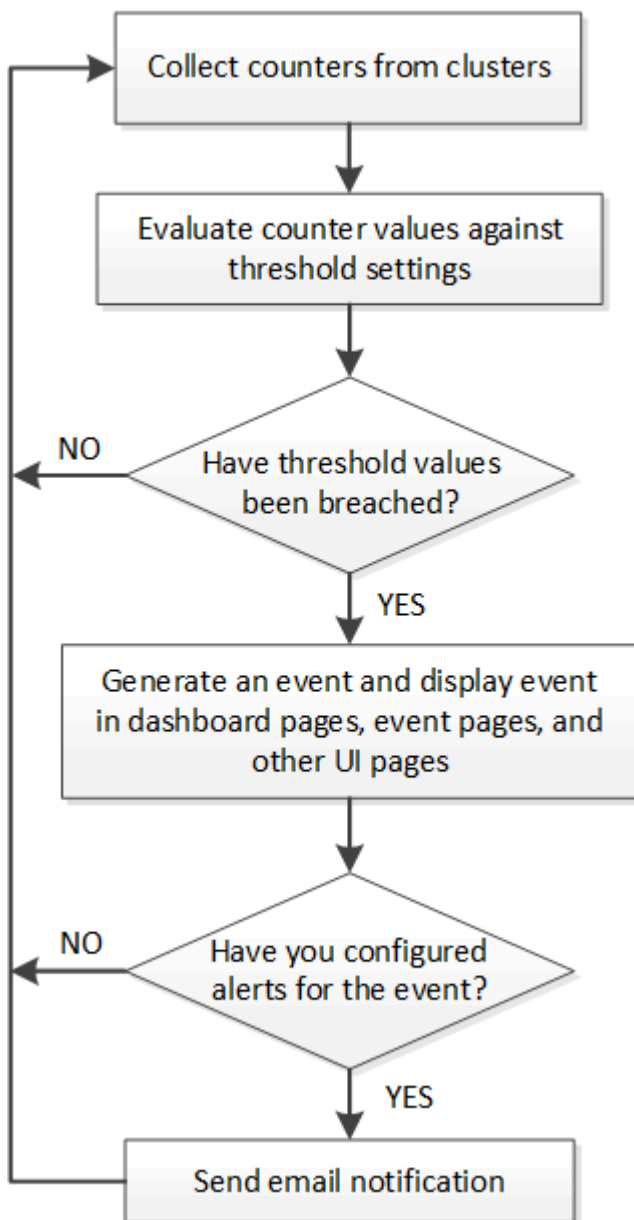 Collect counters from clusters
Evaluate counter values against
threshold settings
NO
Have threshold values
been breached?
YES
Generate an event and display event
in dashboard pages, event pages, and
other UI pages
NO
Have you configured
alerts for the event?
YES
Send email notification